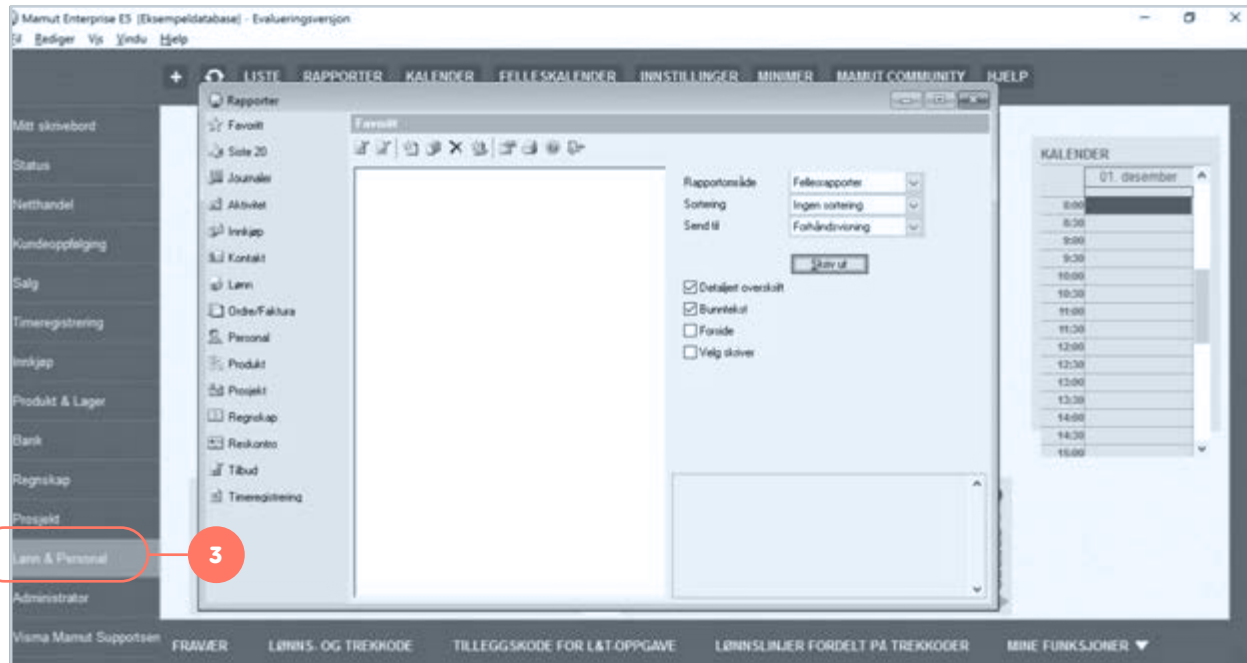 Mamut Enterprise E5 (Eksempeldatabase) - Evalueringsversjon
Rediger Vis Vindu Hjelp
+ LISTE RAPPORTER KALENDER FELLESKALENDER INNSTILLINGER MINIMER MAMUT COMMUNITY HJELP
Mitt skrivebord
Status
Netthandel
Kundeoppfølging
Salg
Timeregistrering
Innkjøp
Produkt & Lager
Bank
Regnskap
Prosjekt
Lønn & Personal
3
Administrator
Visma Mamut Supportsen
Rapporter
Favoritt
Siste 20
Journaler
Aktivitet
Innkjøp
Kontakt
Lønn
Ordre/Faktura
Personal
Produkt
Prosjekt
Regnskap
Reskontro
Tilbud
Timeregistrering
Favoritt
Rapportområde Fellesrapporter
Sortering Ingen sortering
Send til Forhåndsvisning
Skriv ut
Detaljert overskrift
Bunntekst
Forside
Velg skriver
KALENDER
01. desember
8:00
8:30
9:00
9:30
10:00
10:30
11:00
11:30
12:00
12:30
13:00
13:30
14:00
14:30
15:00
FRAVÆR LØNNS- OG TREKKODE TILLEGGSKODE FOR L&T-OPPGAVE LØNNSLINJER FORDELT PÅ TREKKODER MINE FUNKSJONER